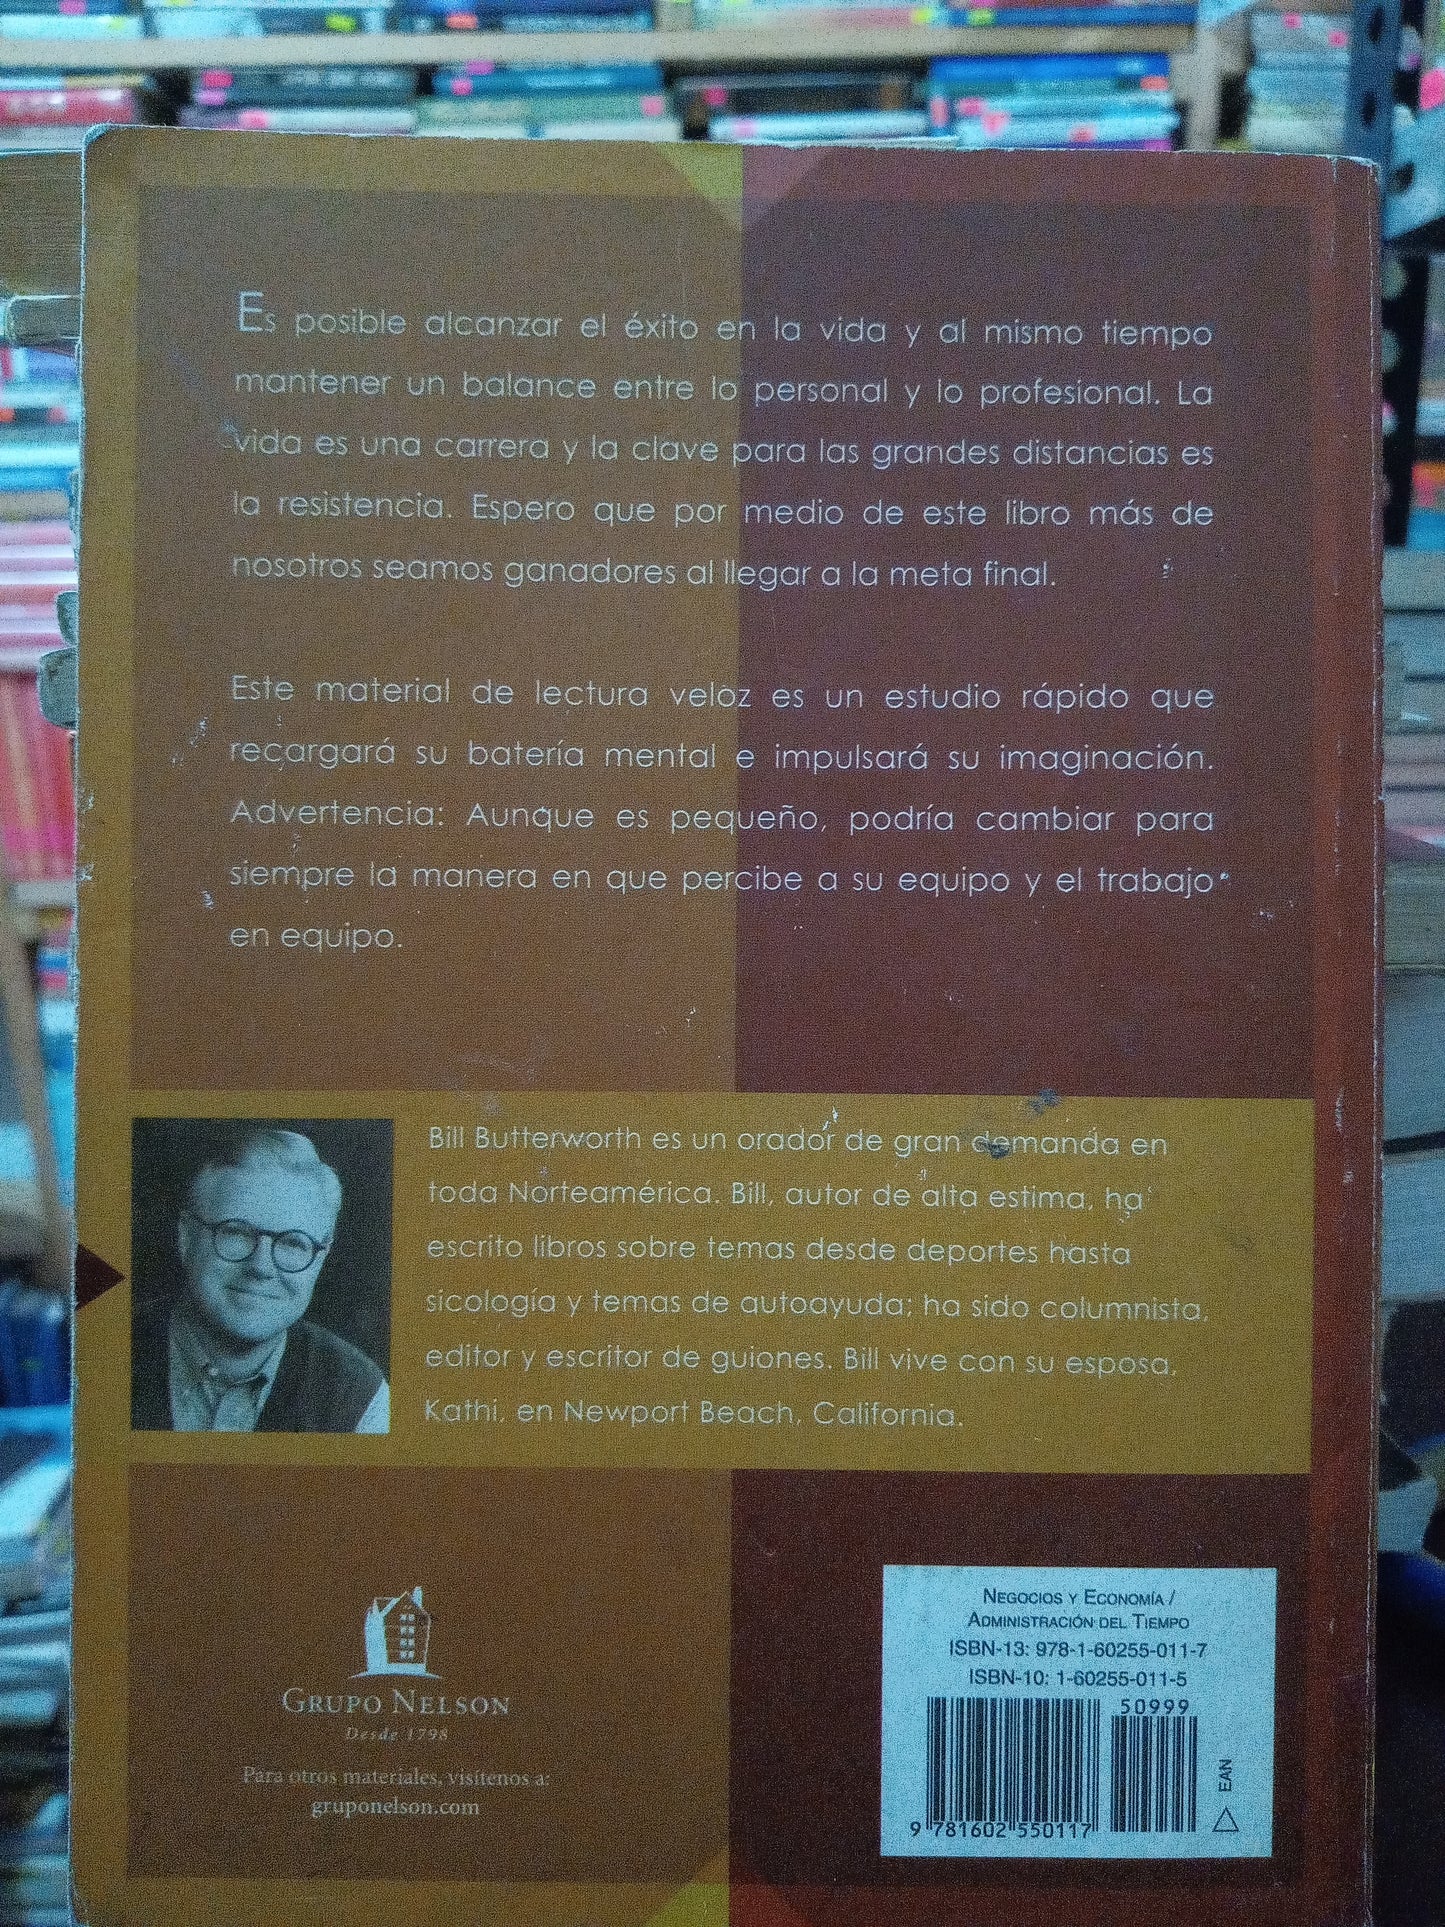 Es posible alcanzar el éxito en la vida y al mismo tiempo
mantener un balance entre lo personal y lo profesional. La
vida es una carrera y la clave para las grandes distancias es
la resistencia. Espero que por medio de este libro más de
nosotros seamos ganadores al llegar a la meta final.
Este material de lectura veloz es un estudio rápido que
recargará su batería mental e impulsará su imaginación.
Advertencia: Aunque es pequeño, podría cambiar para
siempre la manera en que percibe a su equipo y el trabajo
en equipo.
Bill Butterworth es un orador de gran demanda en
toda Norteamérica. Bill, autor de alta estima, ha
escrito libros sobre temas desde deportes hasta
sicología y temas de autoayuda; ha sido columnista,
editor y escritor de guiones. Bill vive con su esposa,
Kathi, en Newport Beach, California.
GRUPO NELSON
Desde 1798
Para otros materiales, visítenos a:
gruponelson.com
NEGOCIOS Y ECONOMÍA /
ADMINISTRACIÓN DEL TIEMPO
ISBN-13: 978-1-60255-011-7
ISBN-10: 1-60255-011-5
50999
9 781602 550117
EAN